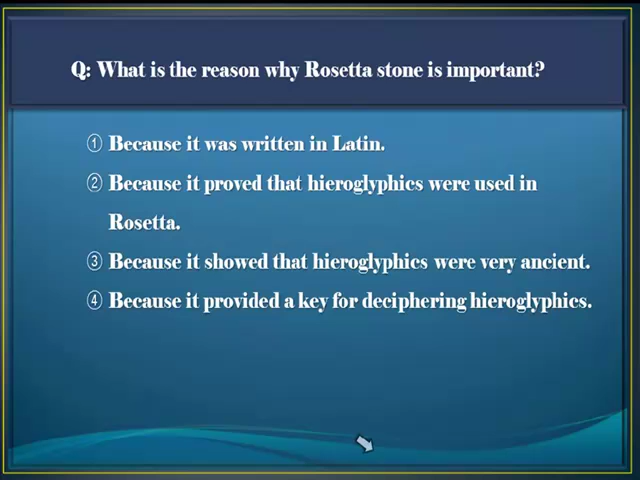 Q: What is the reason why Rosetta stone is important?
① Because it was written in Latin.
② Because it proved that hieroglyphics were used in
Rosetta.
③ Because it showed that hieroglyphics were very ancient.
④ Because it provided a key for deciphering hieroglyphics.